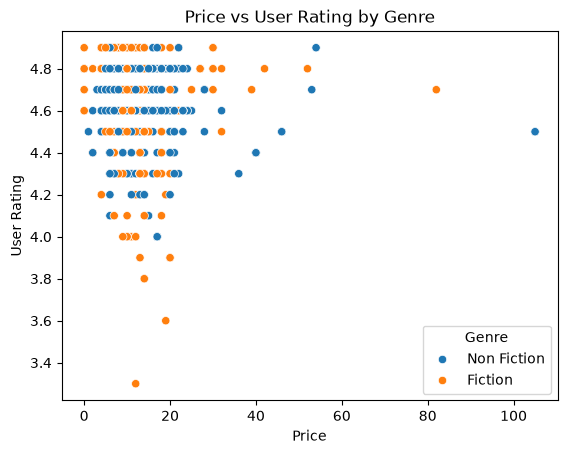 Price vs User Rating by Genre
User Rating
4.8
4.6
4.4
4.2
4.0
3.8
3.6
3.4
0 20 40 60 80 100
Price
Genre
Non Fiction
Fiction